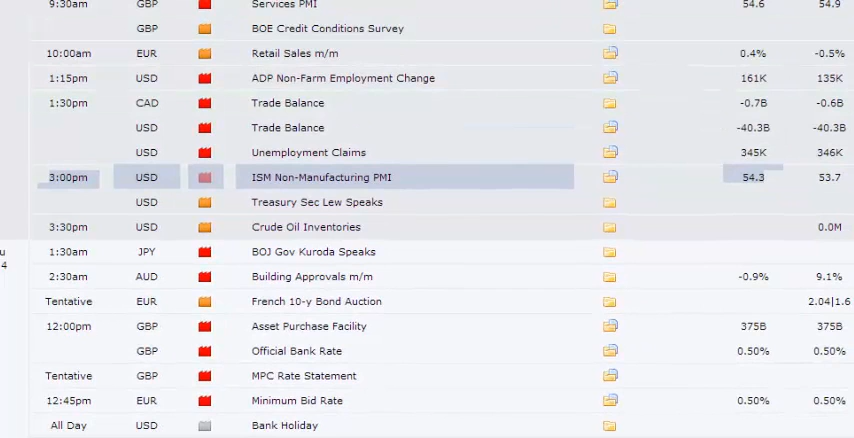 9:30am GBP Services PMI 54.6 54.9
GBP BOE Credit Conditions Survey
10:00am EUR Retail Sales m/m 0.4% -0.5%
1:15pm USD ADP Non-Farm Employment Change 161K 135K
1:30pm CAD Trade Balance -0.7B -0.6B
USD Trade Balance -40.3B -40.3B
USD Unemployment Claims 345K 346K
3:00pm USD ISM Non-Manufacturing PMI 54.3 53.7
USD Treasury Sec Lew Speaks
3:30pm USD Crude Oil Inventories 0.0M
u 1:30am JPY BOJ Gov Kuroda Speaks
4
2:30am AUD Building Approvals m/m -0.9% 9.1%
Tentative EUR French 10-y Bond Auction 2.04|1.6
12:00pm GBP Asset Purchase Facility 375B 375B
GBP Official Bank Rate 0.50% 0.50%
Tentative GBP MPC Rate Statement
12:45pm EUR Minimum Bid Rate 0.50% 0.50%
All Day USD Bank Holiday